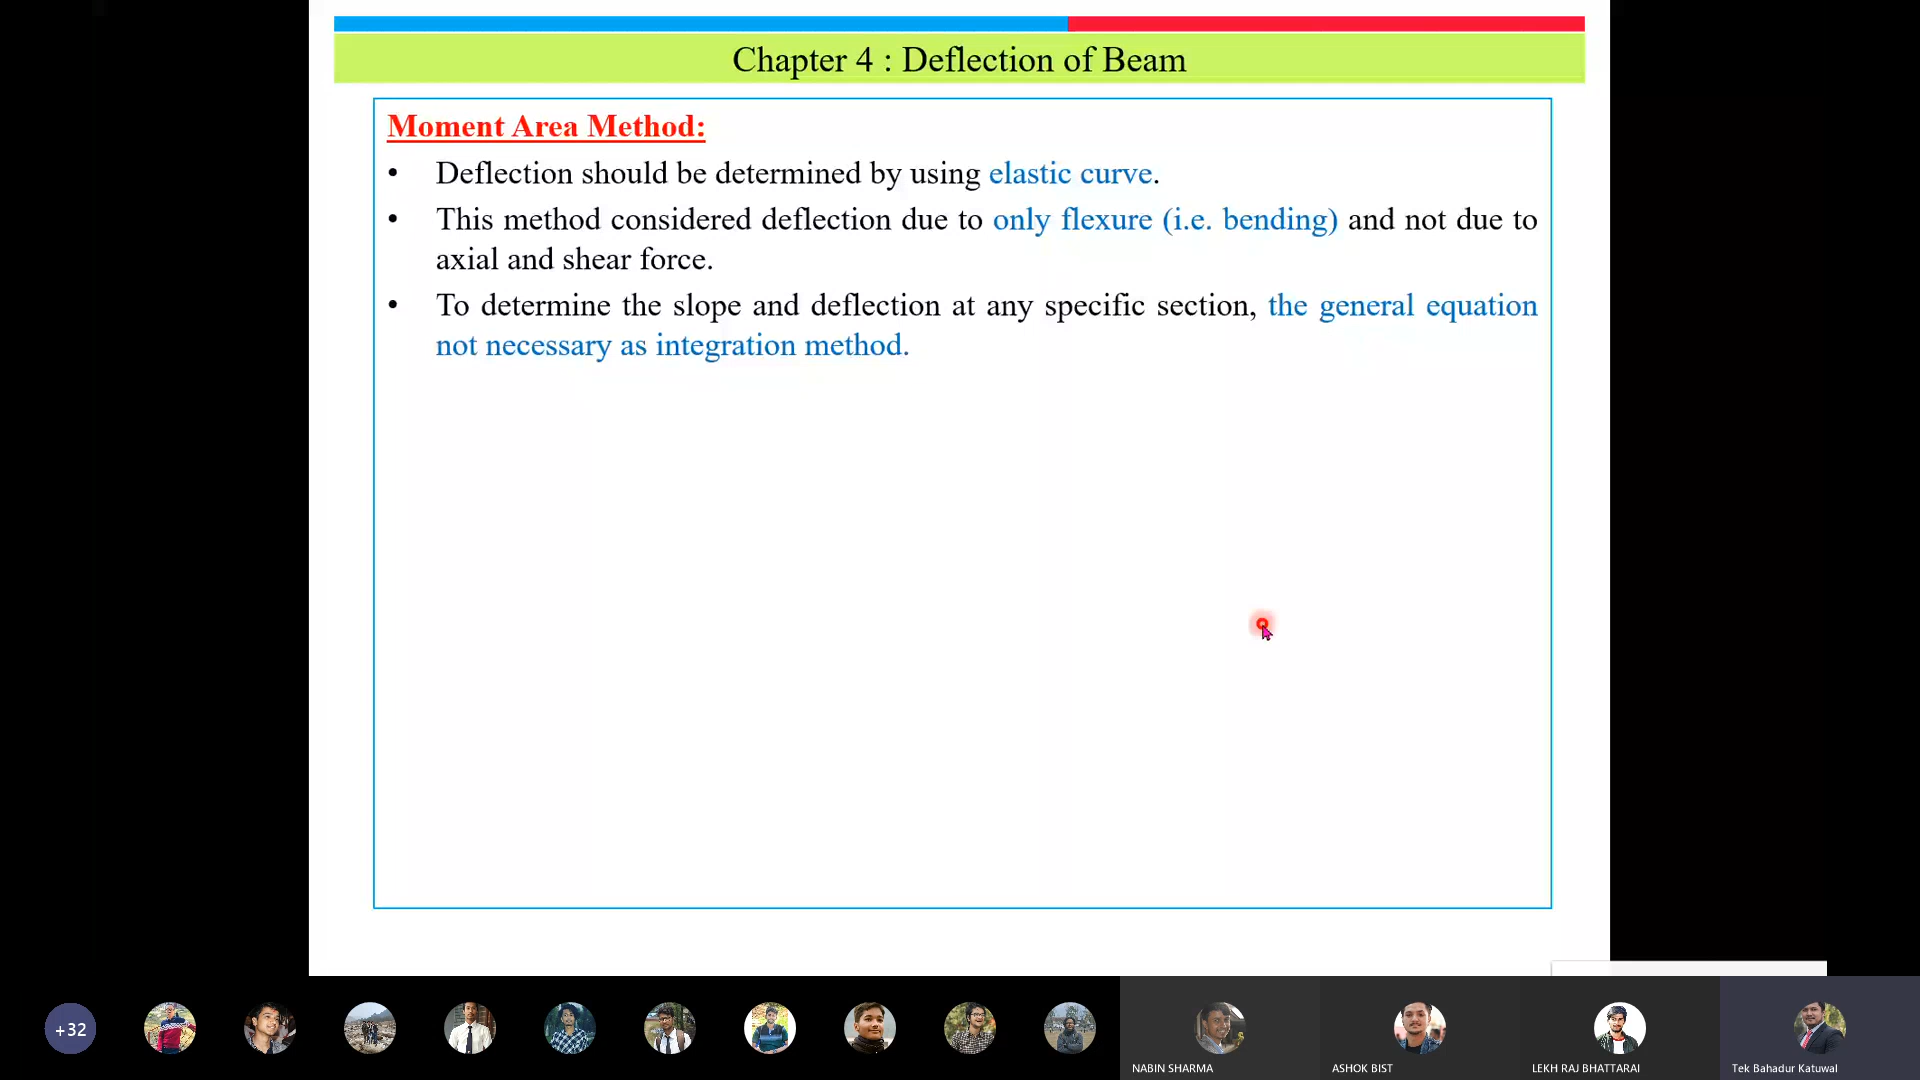 Chapter 4 : Deflection of Beam
Moment Area Method:
• Deflection should be determined by using elastic curve.
• This method considered deflection due to only flexure (i.e. bending) and not due to
axial and shear force.
• To determine the slope and deflection at any specific section, the general equation
not necessary as integration method.
+32
NABIN SHARMA
ASHOK BIST
LEKH RAJ BHATTARAI
Tek Bahadur Katuwal